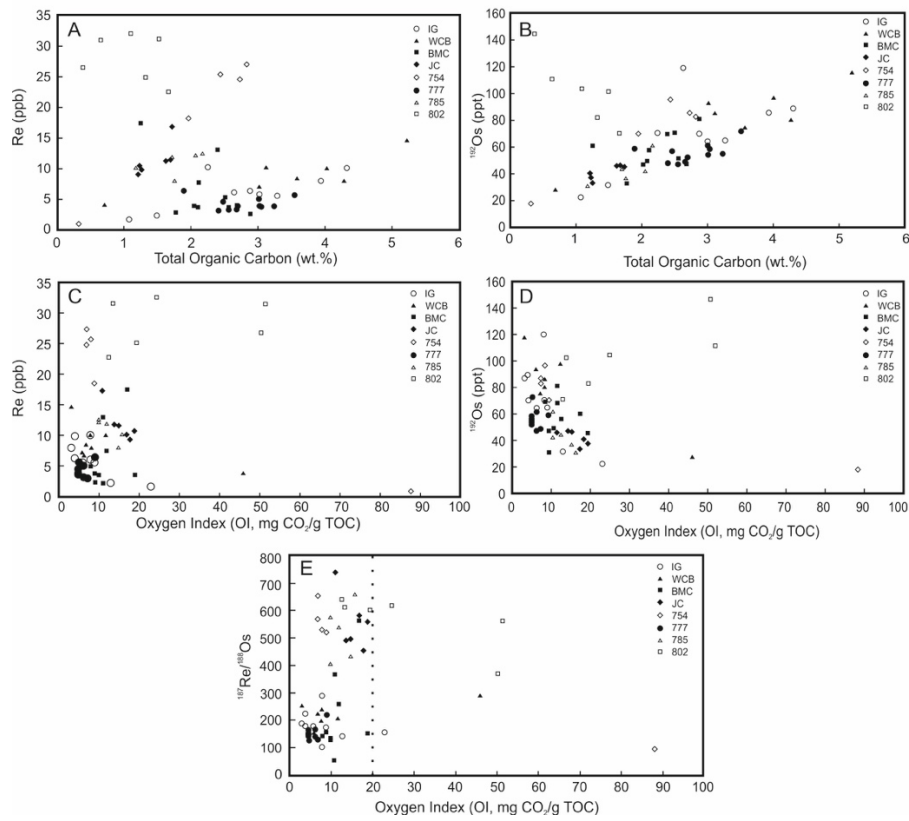 A
Re (ppb)
35
30
25
20
15
10
5
0
0 1 2 3 4 5 6
Total Organic Carbon (wt.%)
IG
WCB
BMC
JC
754
777
785
802
B
¹⁹²Os (ppt)
160
140
120
100
80
60
40
20
0
0 1 2 3 4 5 6
Total Organic Carbon (wt.%)
IG
WCB
BMC
JC
754
777
785
802
C
Re (ppb)
35
30
25
20
15
10
5
0
0 10 20 30 40 50 60 70 80 90 100
Oxygen Index (OI, mg CO₂/g TOC)
IG
WCB
BMC
JC
754
777
785
802
D
¹⁹²Os (ppt)
160
140
120
100
80
60
40
20
0
0 10 20 30 40 50 60 70 80 90 100
Oxygen Index (OI, mg CO₂/g TOC)
IG
WCB
BMC
JC
754
777
785
802
E
¹⁸⁷Re/¹⁸⁸Os
800
700
600
500
400
300
200
100
0
0 10 20 30 40 50 60 70 80 90 100
Oxygen Index (OI, mg CO₂/g TOC)
IG
WCB
BMC
JC
754
777
785
802